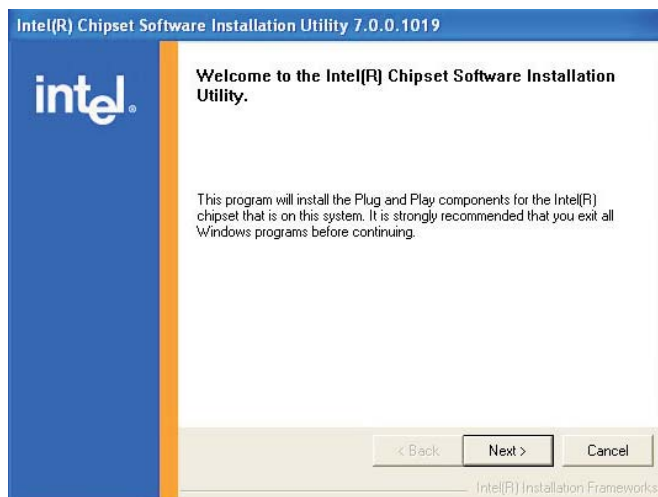 Intel(R) Chipset Software Installation Utility 7.0.0.1019
intel®
Welcome to the Intel(R) Chipset Software Installation
Utility.
This program will install the Plug and Play components for the Intel(R)
chipset that is on this system. It is strongly recommended that you exit all
Windows programs before continuing.
< Back
Next >
Cancel
Intel(R) Installation Frameworks